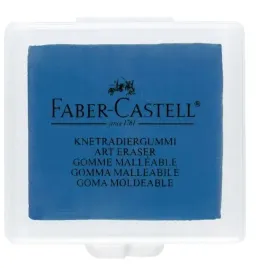 FABER-CASTELL
since 1761
KNETRADIERGUMMI
ART ERASER
GOMME MALLÉABLE
GOMMA MALLEABILE
GOMA MOLDEABLE